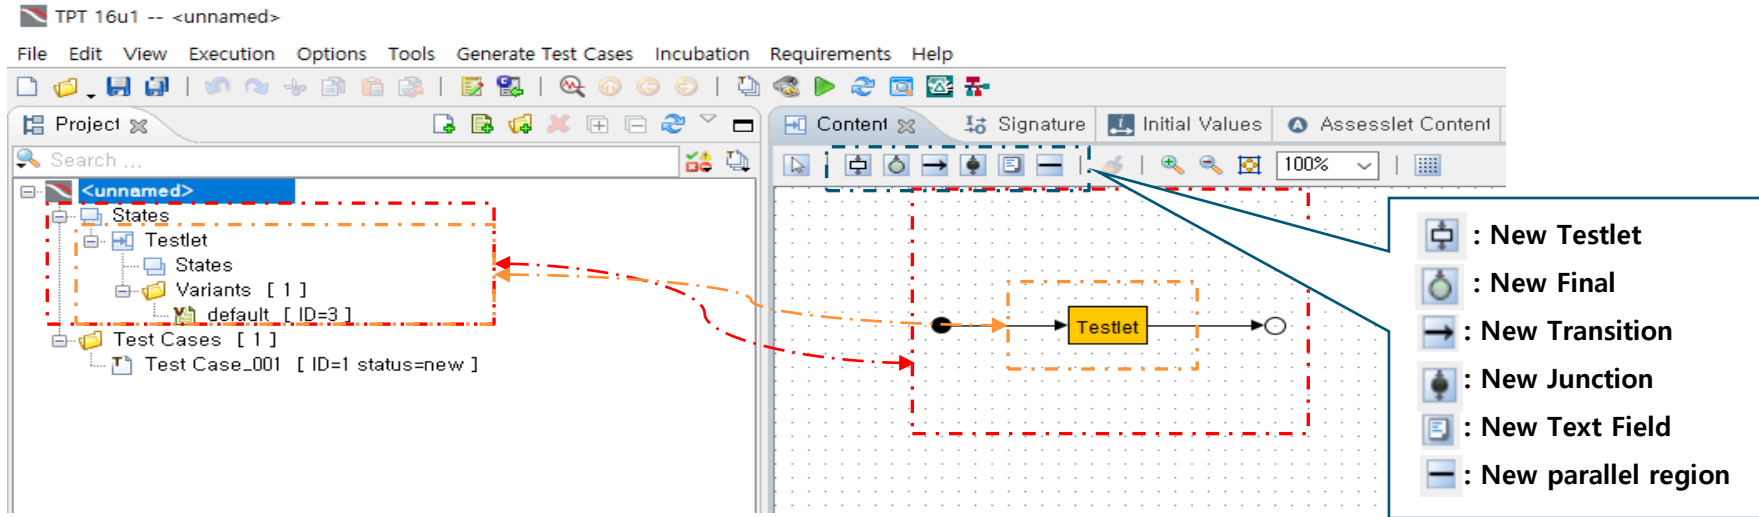 TPT 16u1 -- <unnamed>
File Edit View Execution Options Tools Generate Test Cases Incubation Requirements Help
Project
Content Signature Initial Values Assesslet Content
Search ...
100%
<unnamed>
States
Testlet
States
Variants [ 1 ]
default [ ID=3 ]
Test Cases [ 1 ]
Test Case_001 [ ID=1 status=new ]
Testlet
: New Testlet
: New Final
: New Transition
: New Junction
: New Text Field
: New parallel region